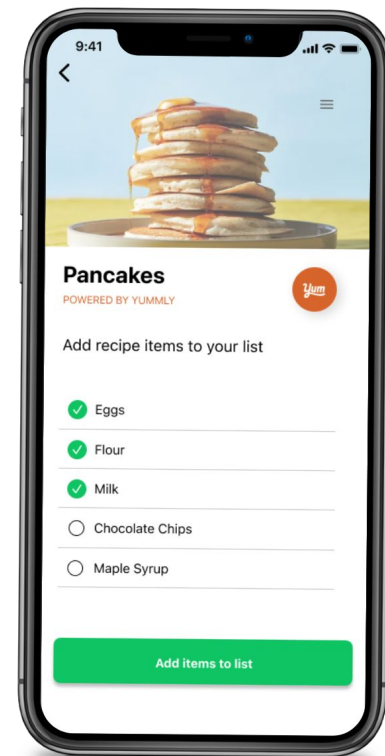 9:41
Pancakes
POWERED BY YUMMLY
Yum
Add recipe items to your list
Eggs
Flour
Milk
Chocolate Chips
Maple Syrup
Add items to list